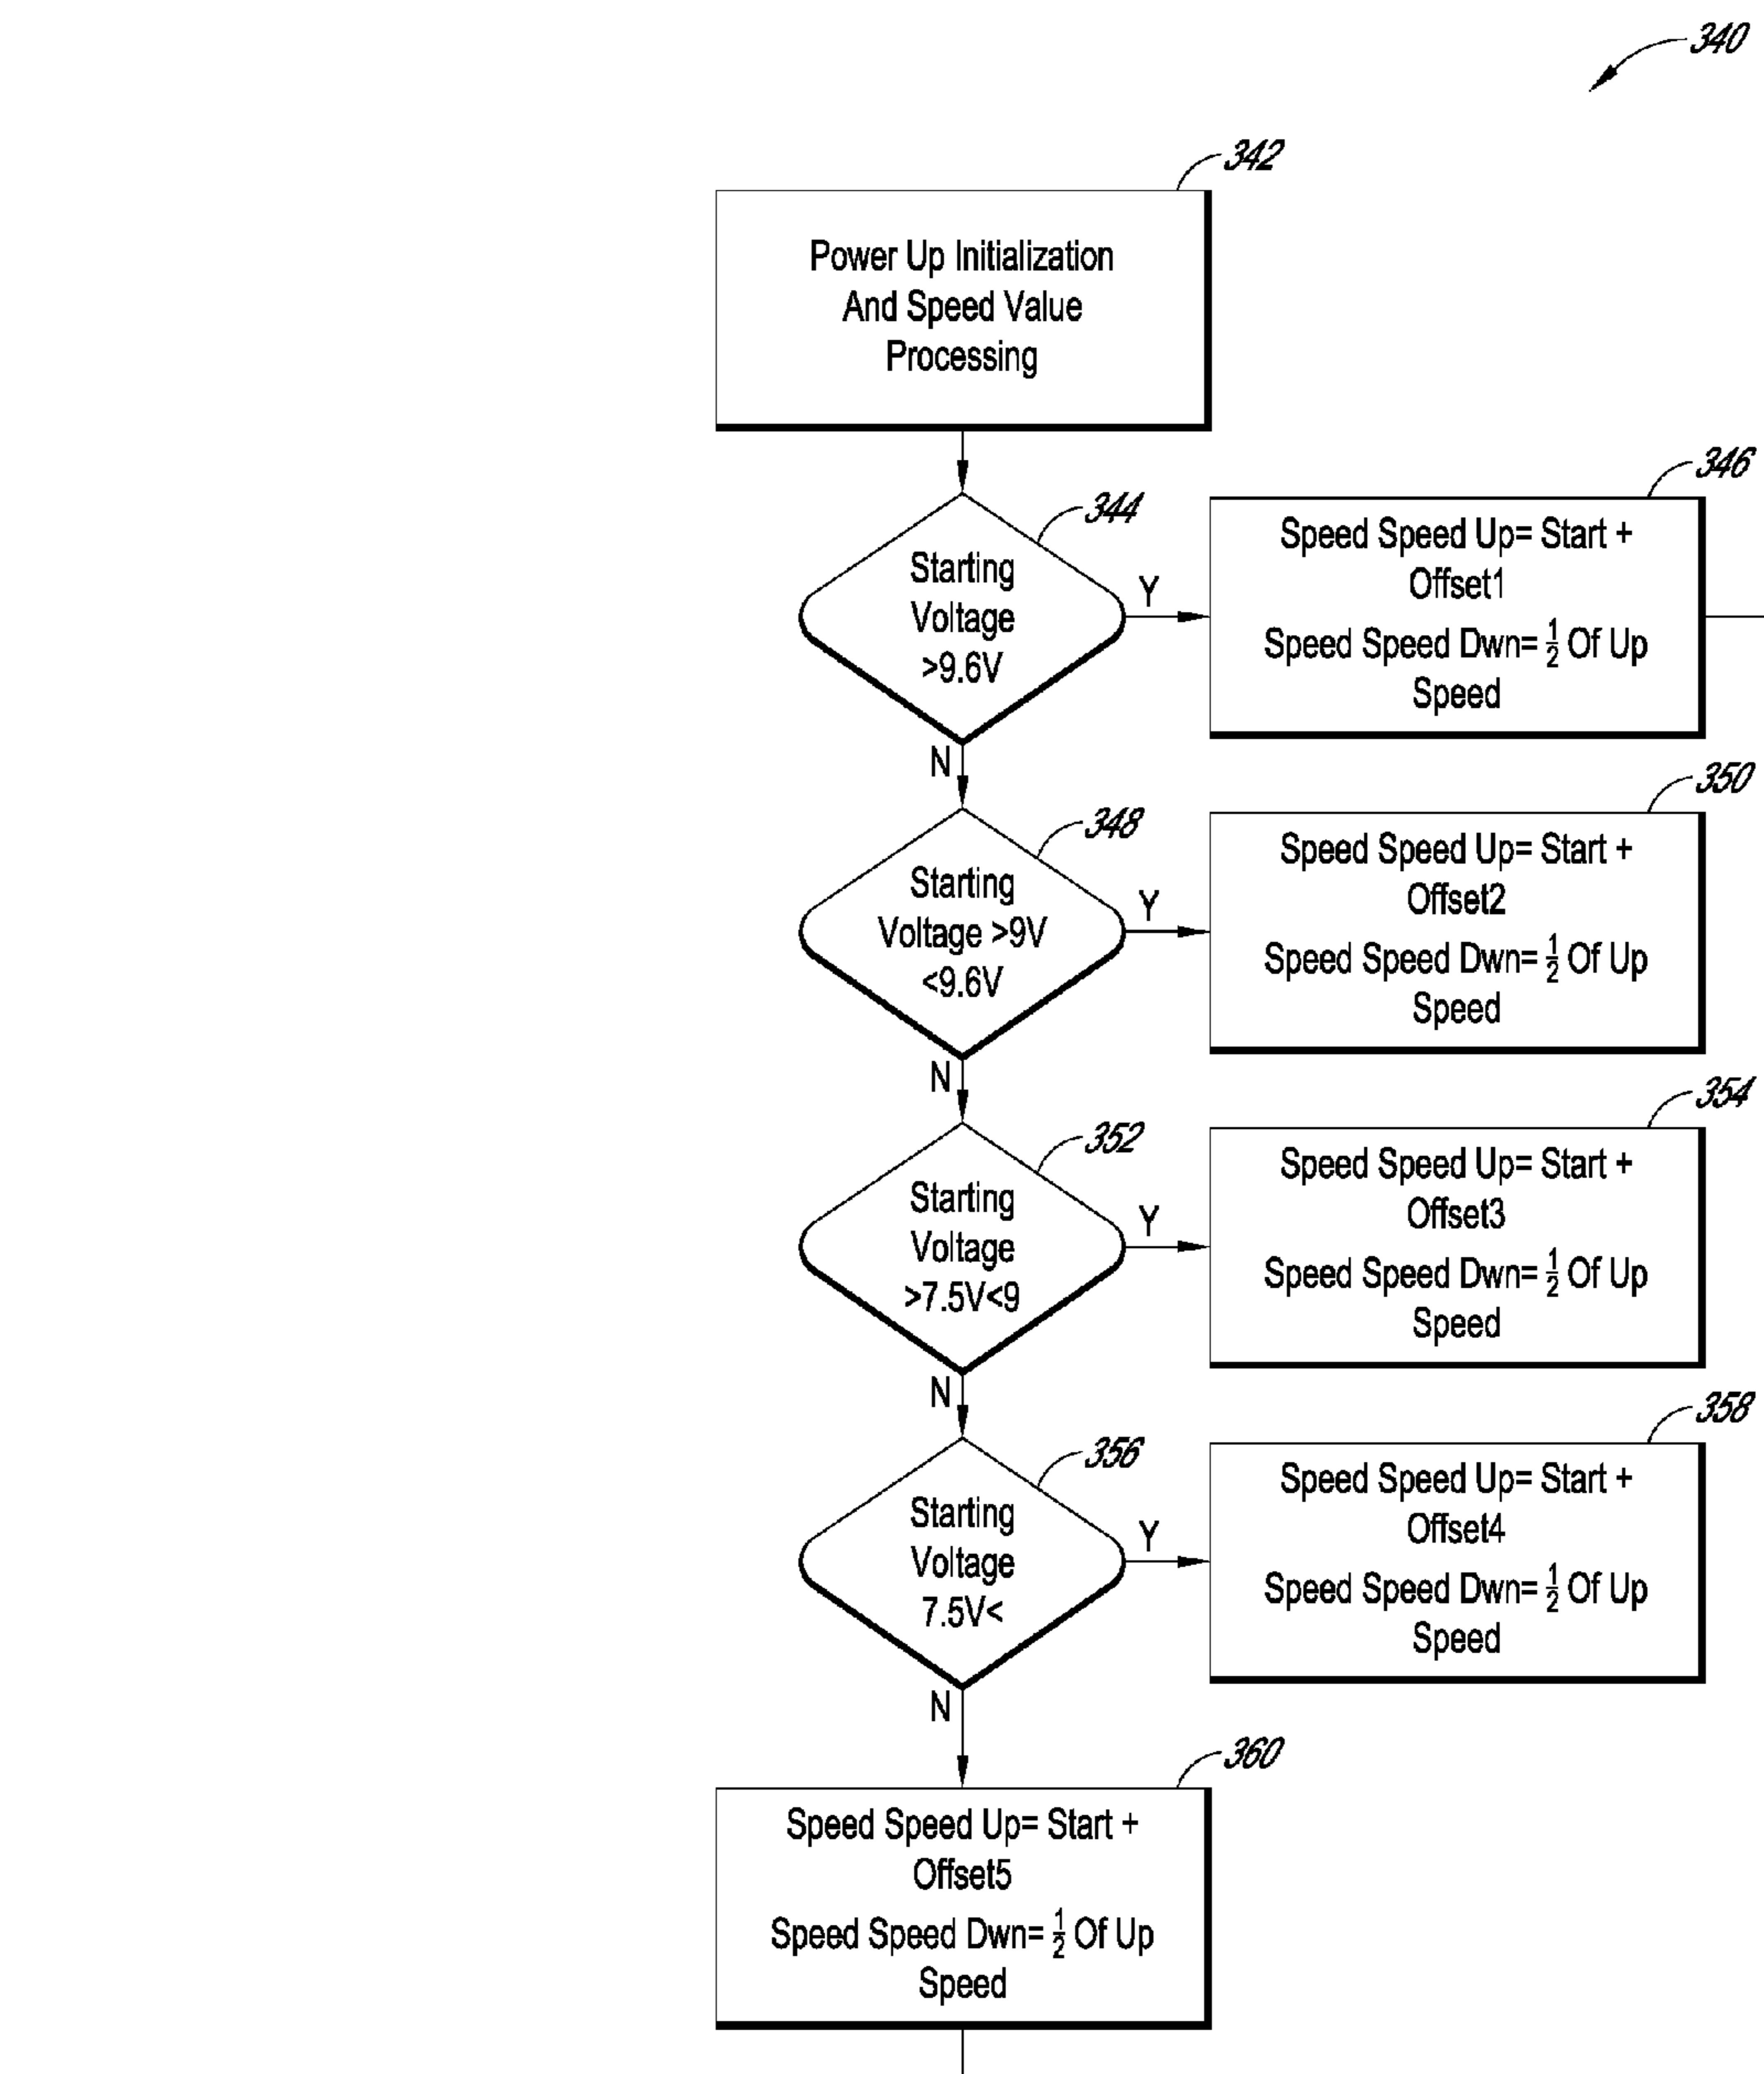 340
342
Power Up Initialization
And Speed Value
Processing
344
Starting
Voltage
>9.6V
Y
N
346
Speed Speed Up= Start +
Offset1
Speed Speed Dwn= ½ Of Up
Speed
348
Starting
Voltage >9V
<9.6V
Y
N
350
Speed Speed Up= Start +
Offset2
Speed Speed Dwn= ½ Of Up
Speed
352
Starting
Voltage
>7.5V<9
Y
N
354
Speed Speed Up= Start +
Offset3
Speed Speed Dwn= ½ Of Up
Speed
356
Starting
Voltage
7.5V<
Y
N
358
Speed Speed Up= Start +
Offset4
Speed Speed Dwn= ½ Of Up
Speed
360
Speed Speed Up= Start +
Offset5
Speed Speed Dwn= ½ Of Up
Speed